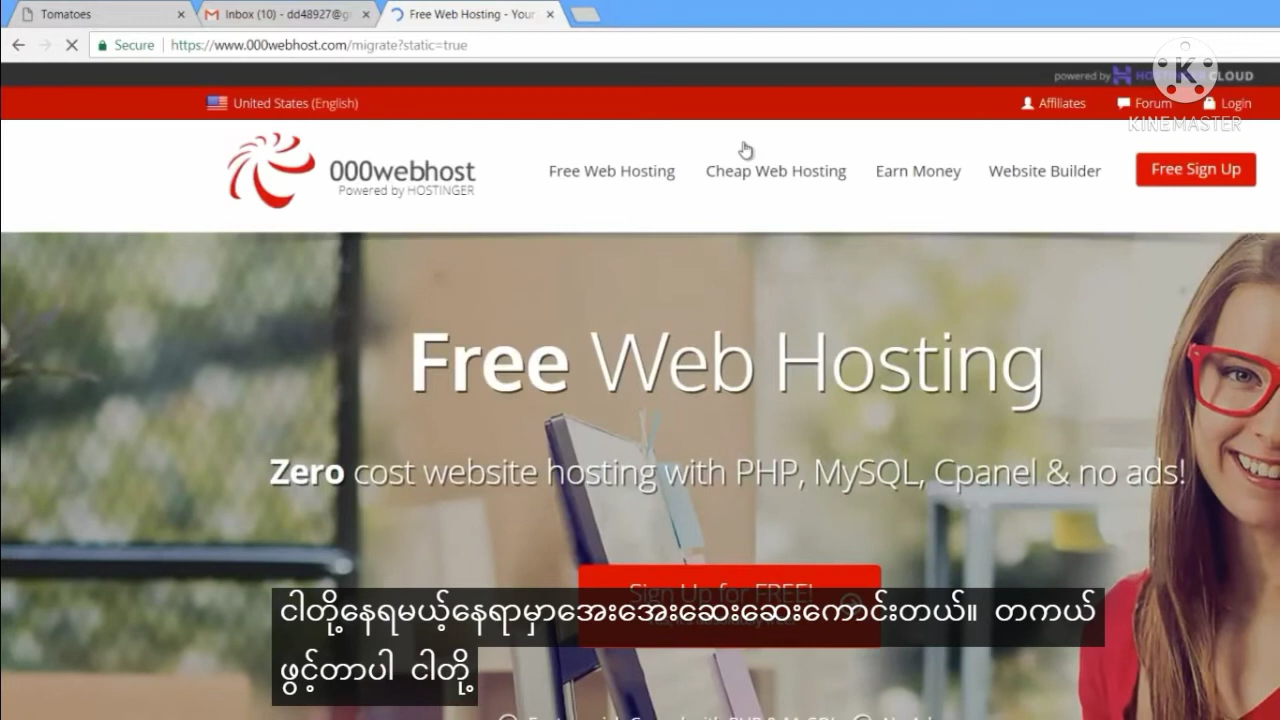 Tomatoes
Inbox (10) - dd48927@g
Free Web Hosting - Your
Secure
https://www.000webhost.com/migrate?static=true
powered by
CLOUD
United States (English)
Affiliates
Forum
Login
KINEMASTER
K
000webhost
Powered by HOSTINGER
Free Web Hosting
Cheap Web Hosting
Earn Money
Website Builder
Free Sign Up
Free Web Hosting
Zero cost website hosting with PHP, MySQL, Cpanel & no ads!
Sign Up for FREE!
ငါတို့နေရမယ့်နေရာမှာအေးအေးဆေးဆေးကောင်းတယ်။ တကယ်
ဖွင့်တာပါ ငါတို့